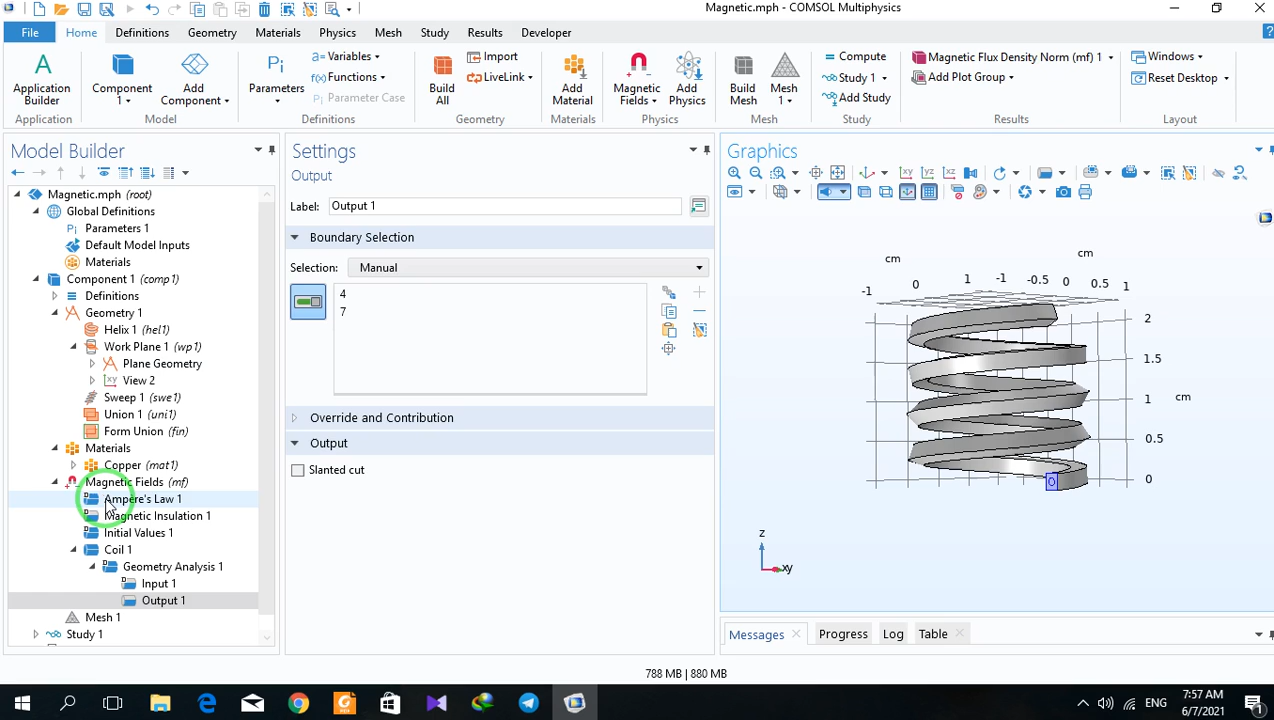 Magnetic.mph - COMSOL Multiphysics
File
Home
Definitions
Geometry
Materials
Physics
Mesh
Study
Results
Developer
Application Builder
Application
Component 1
Add Component
Model
Parameters
Variables
Functions
Parameter Case
Definitions
Build All
Import
LiveLink
Geometry
Add Material
Materials
Magnetic Fields
Add Physics
Physics
Build Mesh
Mesh 1
Mesh
Compute
Study 1
Add Study
Study
Magnetic Flux Density Norm (mf) 1
Add Plot Group
Results
Windows
Reset Desktop
Layout
Model Builder
Magnetic.mph (root)
Global Definitions
Parameters 1
Default Model Inputs
Materials
Component 1 (comp1)
Definitions
Geometry 1
Helix 1 (hel1)
Work Plane 1 (wp1)
Plane Geometry
View 2
Sweep 1 (swe1)
Union 1 (uni1)
Form Union (fin)
Materials
Copper (mat1)
Magnetic Fields (mf)
Ampère's Law 1
Magnetic Insulation 1
Initial Values 1
Coil 1
Geometry Analysis 1
Input 1
Output 1
Mesh 1
Study 1
Settings
Output
Label: Output 1
Boundary Selection
Selection: Manual
4
7
Override and Contribution
Output
Slanted cut
Graphics
cm
cm
-1 0 1 -1 -0.5 0 0.5 1
2
1.5
1
cm
0.5
0
z
xy
Messages
Progress
Log
Table
788 MB | 880 MB
ENG
7:57 AM
6/7/2021
1